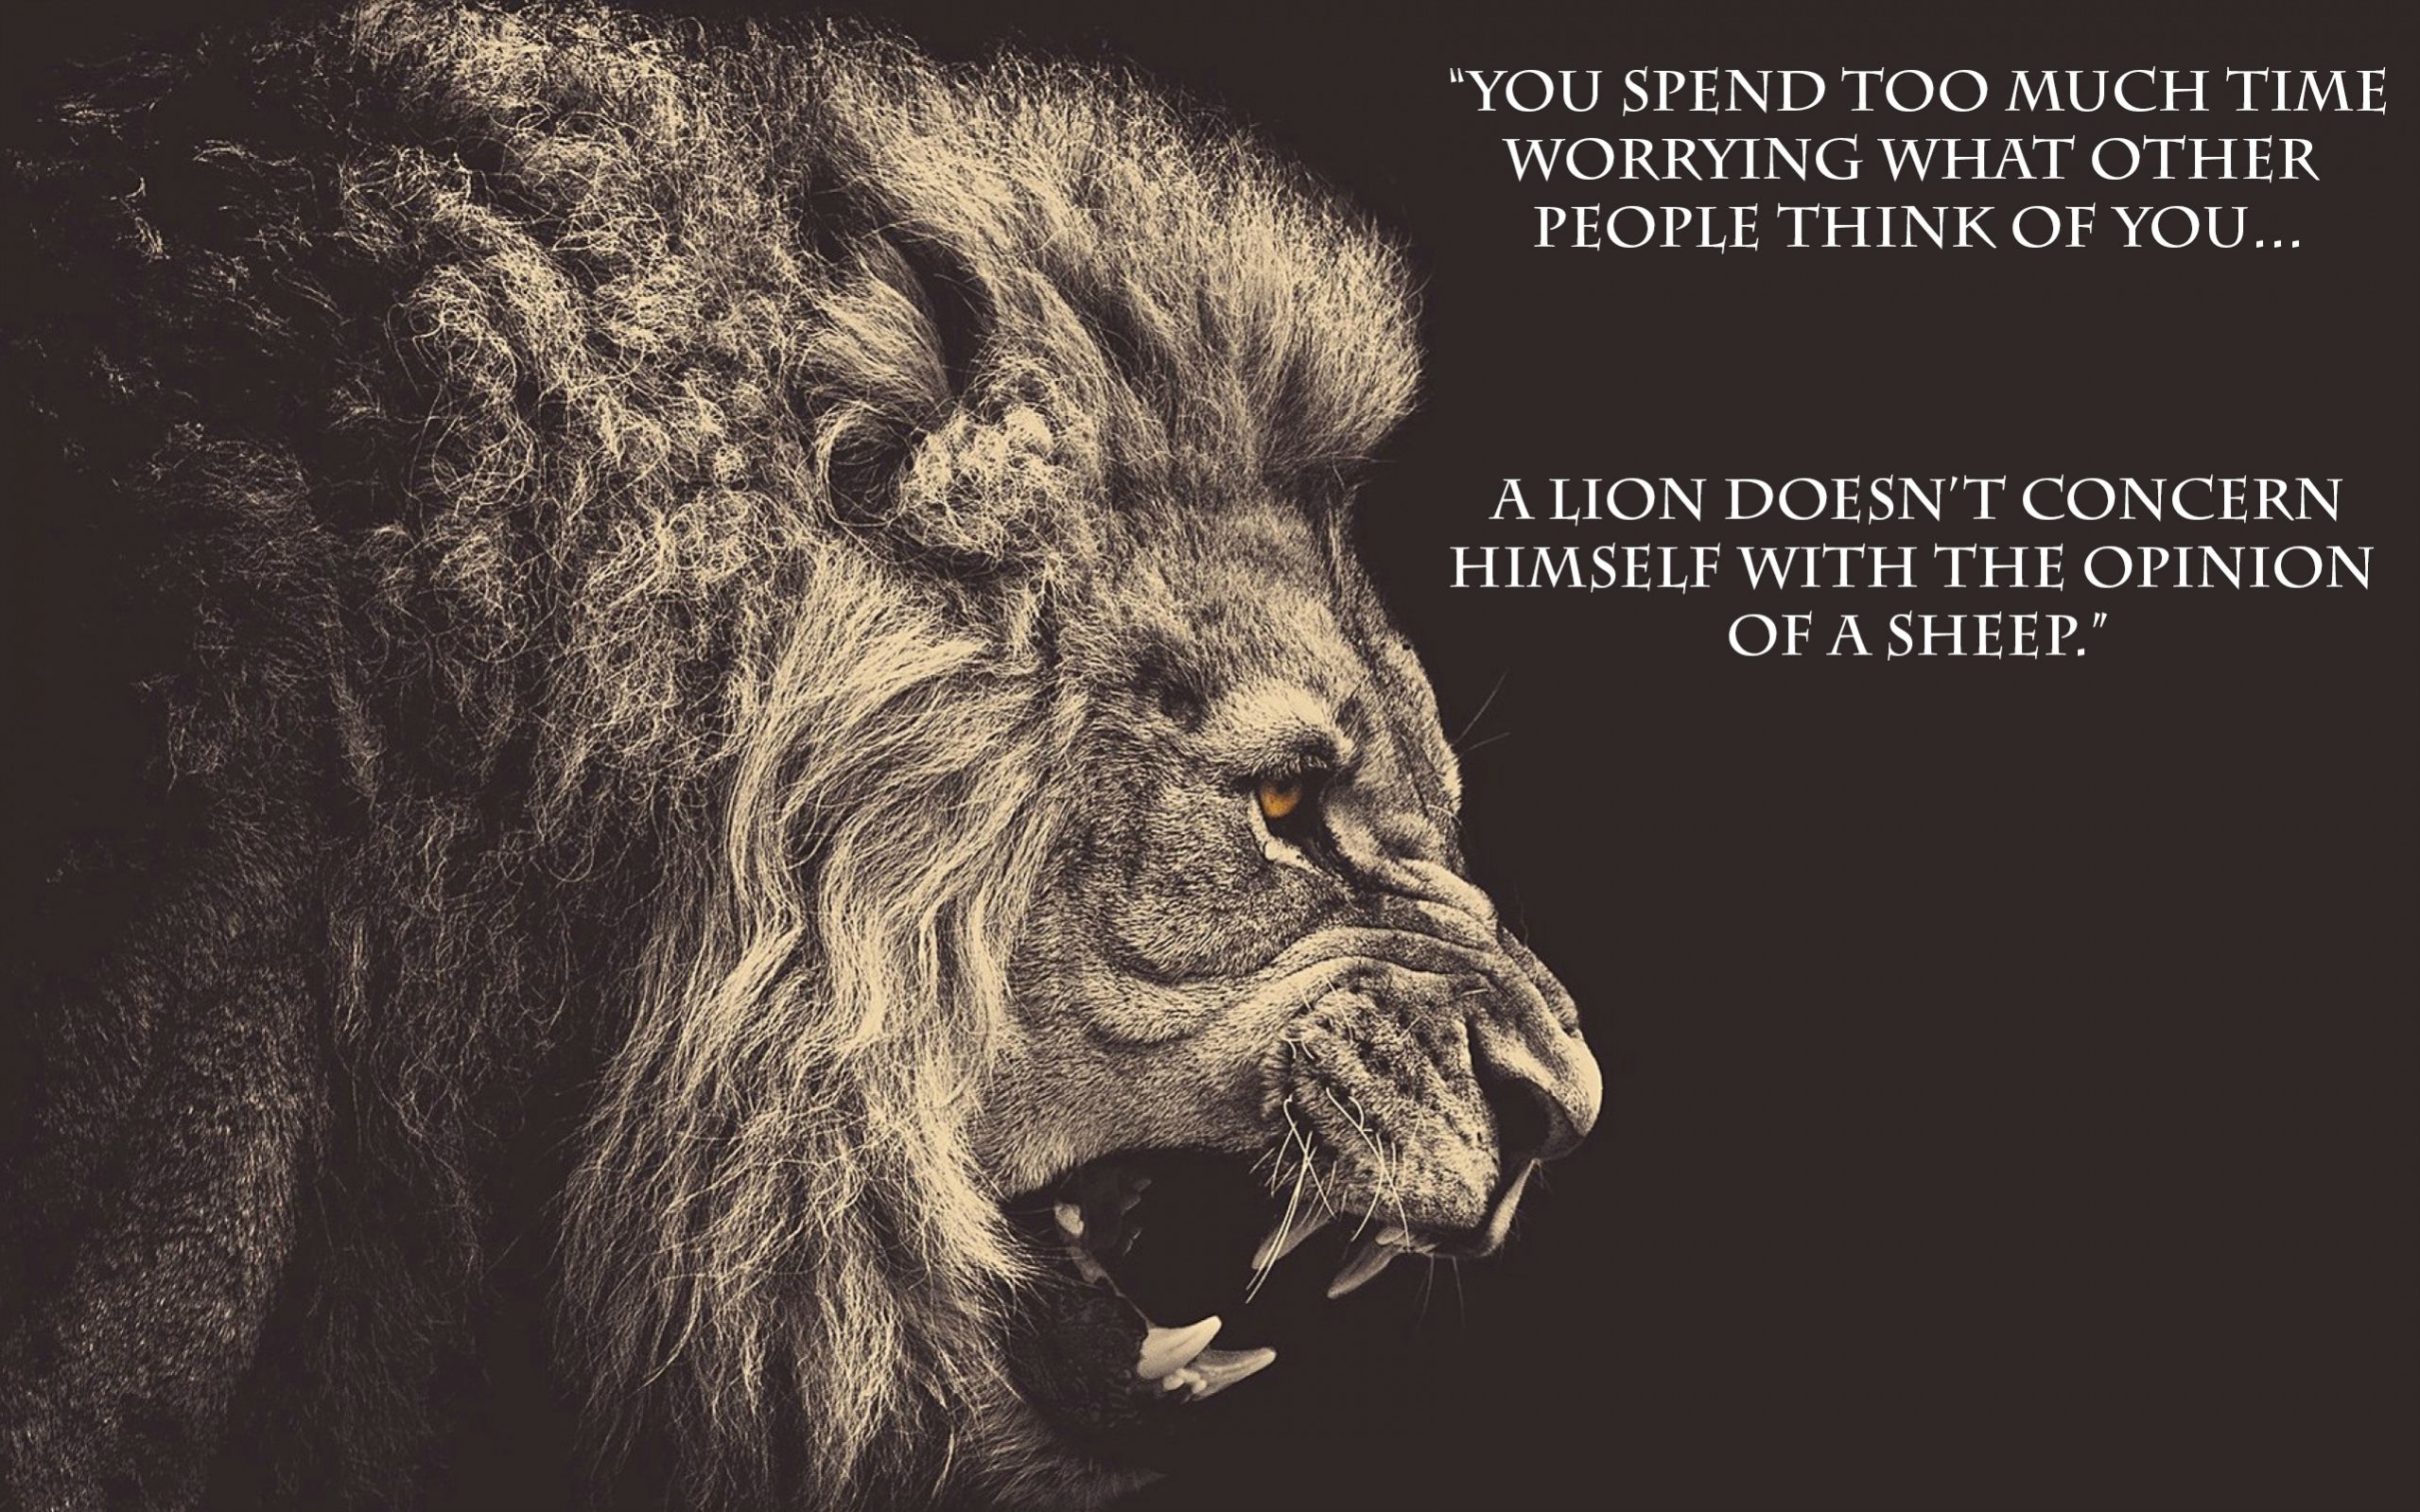 “YOU SPEND TOO MUCH TIME
WORRYING WHAT OTHER
PEOPLE THINK OF YOU...
A LION DOESN'T CONCERN
HIMSELF WITH THE OPINION
OF A SHEEP.”